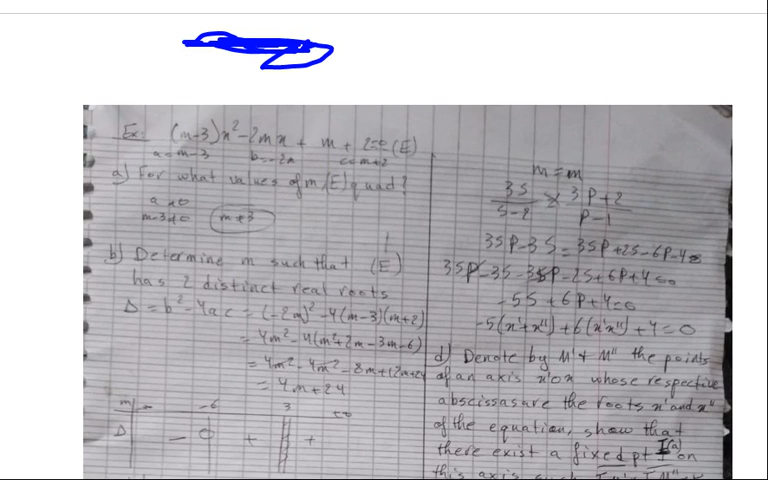 Ex: (m-3)x²-2mx + m+2=0 (E)
a=m-3 b=-2m c=m+2
a) For what values of m,(E) quad?
a≠0
m-3≠0 m≠3
b) Determine m such that (E)
has 2 distinct real roots
Δ = b²-4ac = (-2m)²-4(m-3)(m+2)
= 4m²-4(m²+2m-3m-6)
= 4m²-4m²-8m+12m+24
= 4m+24
m -6 3 +∞
Δ - 0 + +
m=m
3S/S-2 × 3P+2/P-1
3SP-3S=3SP+2S-6P-4
3SP-3S-3SP-2S+6P+4=0
-5S+6P+4=0
-5(x'+x")+6(x'x")+4=0
d) Denote by M' & M" the points
of an axis x'ox whose respective
abscissas are the roots x' and x"
of the equation, show that
there exist a fixed pt I(a) on
this axis